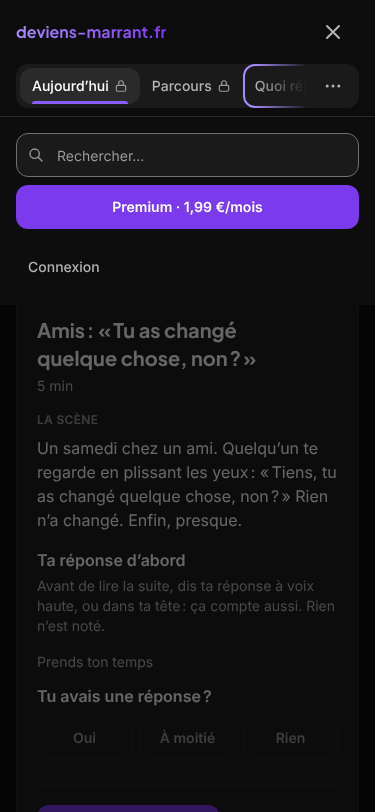 deviens-marrant.fr
Aujourd’hui
Parcours
Quoi
Rechercher...
Premium · 1,99 €/mois
Connexion
Amis : « Tu as changé
quelque chose, non ? »
5 min
LA SCÈNE
Un samedi chez un ami. Quelqu’un te
regarde en plissant les yeux : « Tiens, tu
as changé quelque chose, non ? » Rien
n’a changé. Enfin, presque.
Ta réponse d’abord
Avant de lire la suite, dis ta réponse à voix
haute, ou dans ta tête : ça compte aussi. Rien
n’est noté.
Prends ton temps
Tu avais une réponse ?
Oui
À moitié
Rien